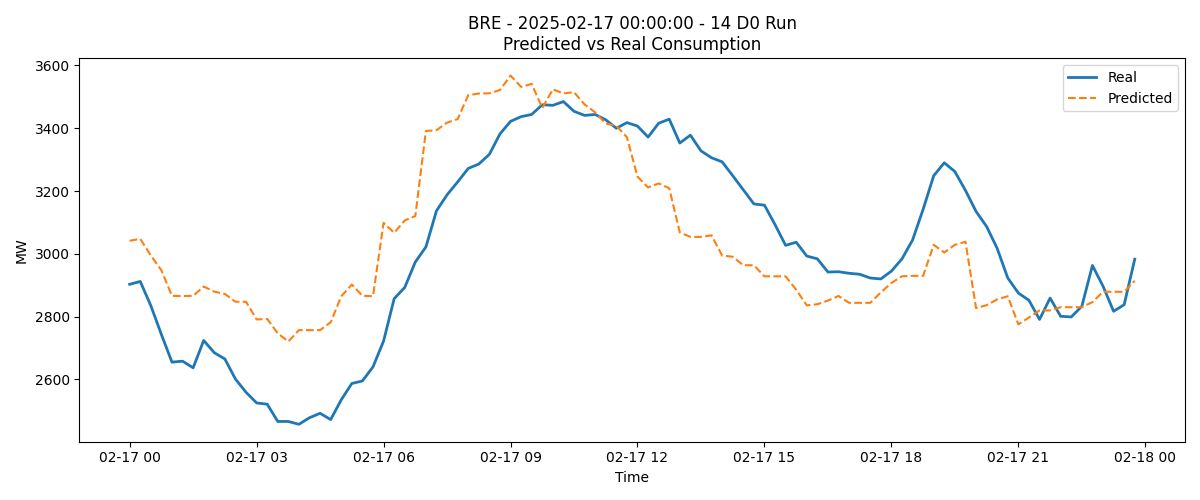 BRE - 2025-02-17 00:00:00 - 14 D0 Run
Predicted vs Real Consumption
3600
3400
3200
3000
2800
2600
MW
Real
Predicted
02-17 00
02-17 03
02-17 06
02-17 09
02-17 12
02-17 15
02-17 18
02-17 21
02-18 00
Time